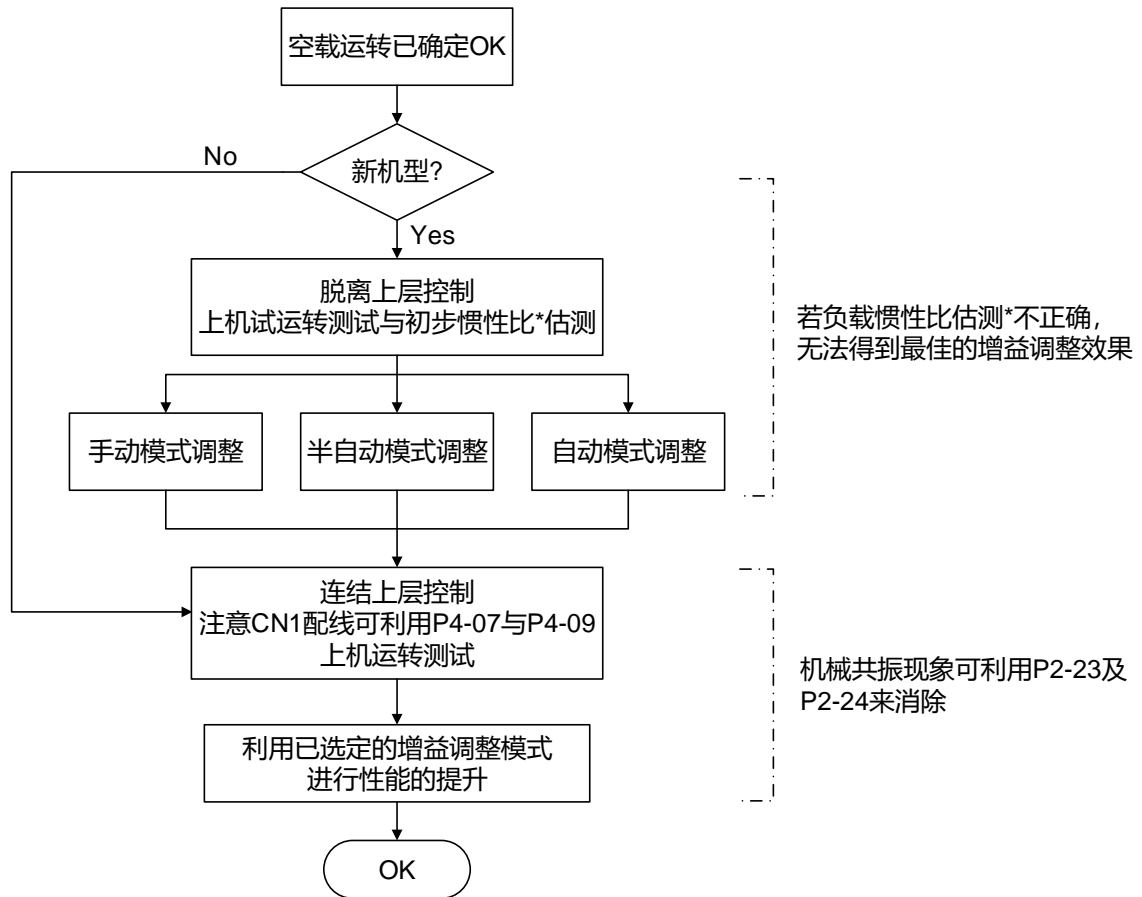 空载运转已确定OK
新机型?
No
Yes
脱离上层控制
上机试运转测试与初步惯性比*估测
若负载惯性比估测*不正确,
无法得到最佳的增益调整效果
手动模式调整
半自动模式调整
自动模式调整
连结上层控制
注意CN1配线可利用P4-07与P4-09
上机运转测试
机械共振现象可利用P2-23及
P2-24来消除
利用已选定的增益调整模式
进行性能的提升
OK